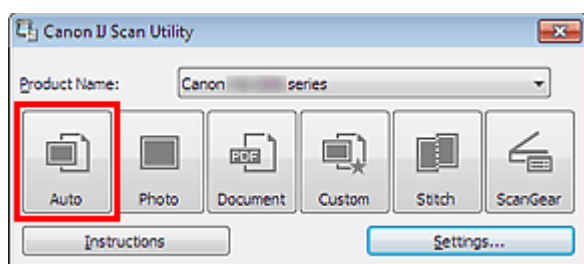 Canon IJ Scan Utility
Product Name: Canon series
PDF
Auto Photo Document Custom Stitch ScanGear
Instructions Settings...